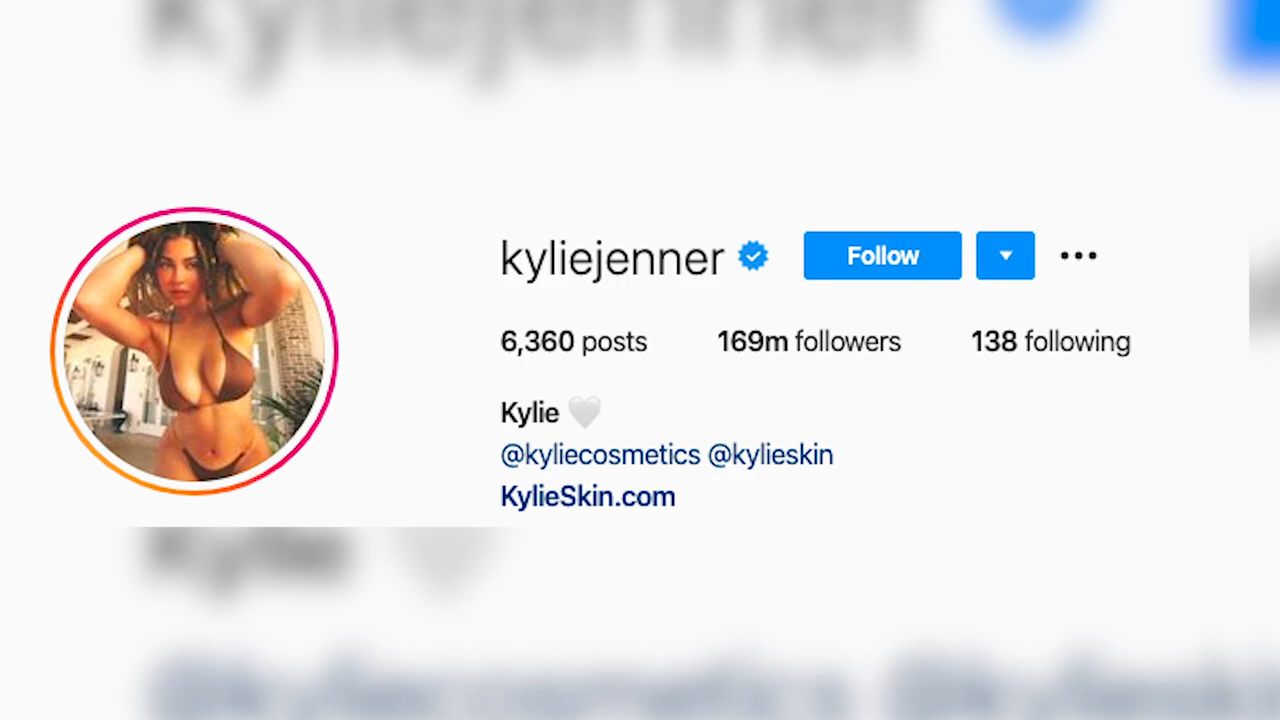 kyliejenner Follow
6,360 posts 169m followers 138 following
Kylie 🤍
@kyliecosmetics @kylieskin
KylieSkin.com